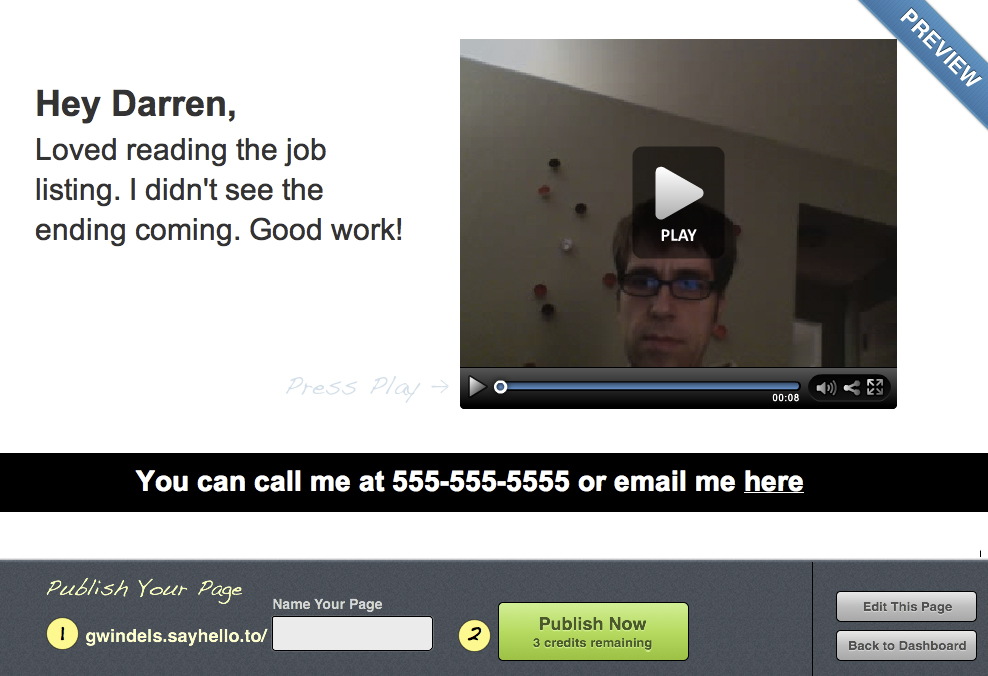 PREVIEW
Hey Darren,
Loved reading the job
listing. I didn't see the
ending coming. Good work!
PLAY
Press Play →
00:08
You can call me at 555-555-5555 or email me here
Publish Your Page
Name Your Page
1 gwindels.sayhello.to/
2
Publish Now
3 credits remaining
Edit This Page
Back to Dashboard